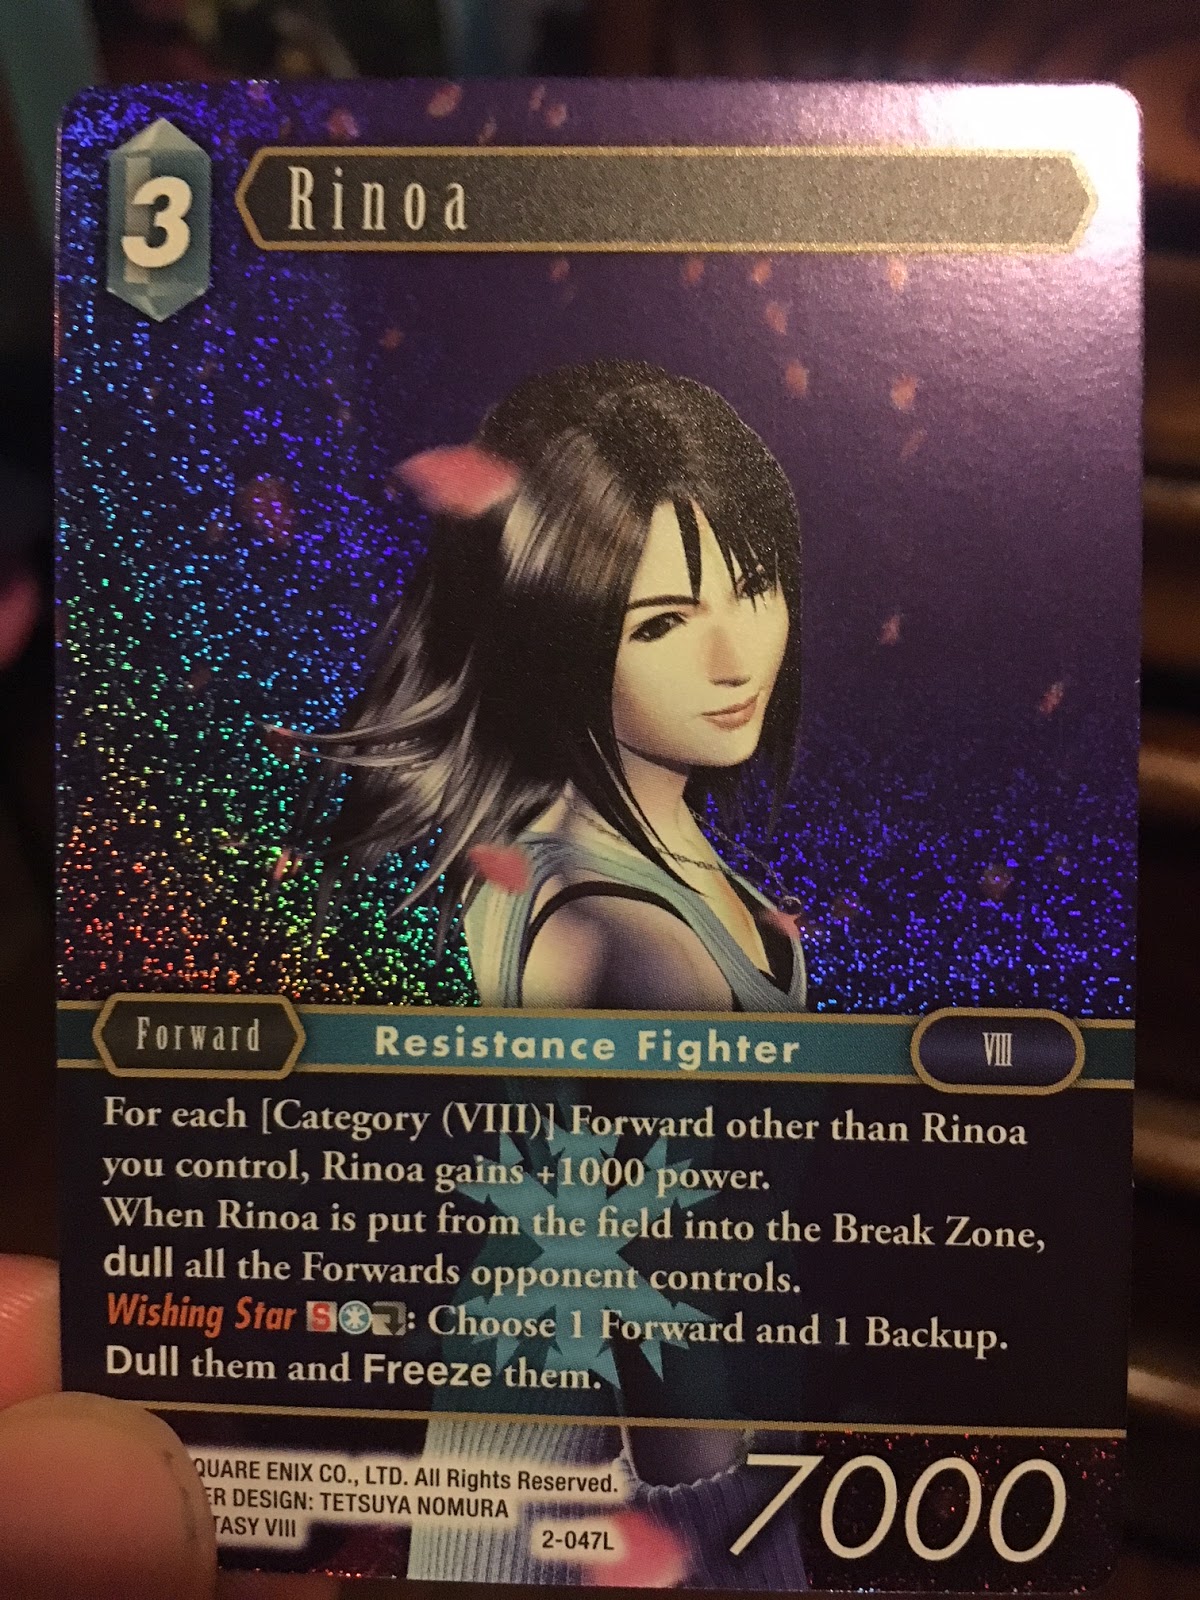 3
Rinoa
Forward
Resistance Fighter
VIII
For each [Category (VIII)] Forward other than Rinoa
you control, Rinoa gains +1000 power.
When Rinoa is put from the field into the Break Zone,
dull all the Forwards opponent controls.
Wishing Star S: Choose 1 Forward and 1 Backup.
Dull them and Freeze them.
QUARE ENIX CO., LTD. All Rights Reserved.
ER DESIGN: TETSUYA NOMURA
TASY VIII
2-047L
7000